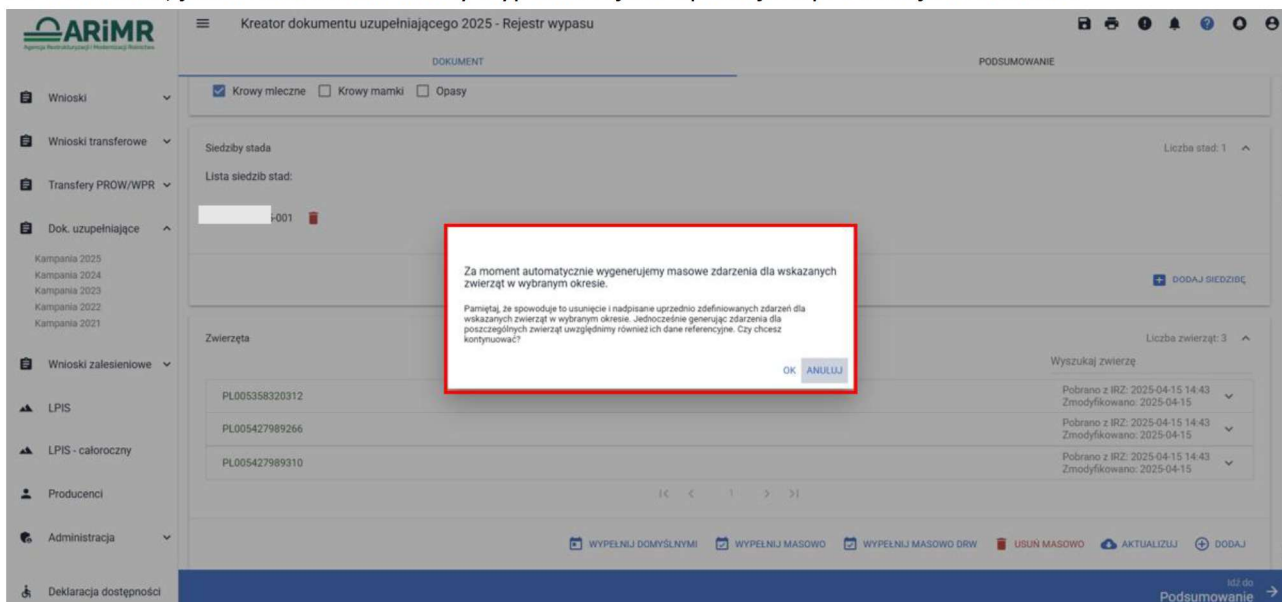 ARiMR
Agencja Restrukturyzacji i Modernizacji Rolnictwa
Kreator dokumentu uzupełniającego 2025 - Rejestr wypasu
DOKUMENT
PODSUMOWANIE
Wnioski
Wnioski transferowe
Transfery PROW/WPR
Dok. uzupełniające
Kampania 2025
Kampania 2024
Kampania 2023
Kampania 2022
Kampania 2021
Wnioski zalesieniowe
LPIS
LPIS - całoroczny
Producenci
Administracja
Deklaracja dostępności
Krowy mleczne Krowy mamki Opasy
Siedziby stada
Liczba stad: 1
Lista siedzib stad:
-001
DODAJ SIEDZIBĘ
Za moment automatycznie wygenerujemy masowe zdarzenia dla wskazanych
zwierząt w wybranym okresie.
Pamiętaj, że spowoduje to usunięcie i nadpisane uprzednio zdefiniowanych zdarzeń dla
wskazanych zwierząt w wybranym okresie. Jednocześnie generując zdarzenia dla
poszczególnych zwierząt uwzględnimy również ich dane referencyjne. Czy chcesz
kontynuować?
OK ANULUJ
Zwierzęta
Liczba zwierząt: 3
Wyszukaj zwierzę
PL005358320312
Pobrano z IRZ: 2025-04-15 14:43
Zmodyfikowano: 2025-04-15
PL005427989266
Pobrano z IRZ: 2025-04-15 14:43
Zmodyfikowano: 2025-04-15
PL005427989310
Pobrano z IRZ: 2025-04-15 14:43
Zmodyfikowano: 2025-04-15
1
WYPEŁNIJ DOMYŚLNYMI WYPEŁNIJ MASOWO WYPEŁNIJ MASOWO DRW USUŃ MASOWO AKTUALIZUJ DODAJ
Idź do
Podsumowanie